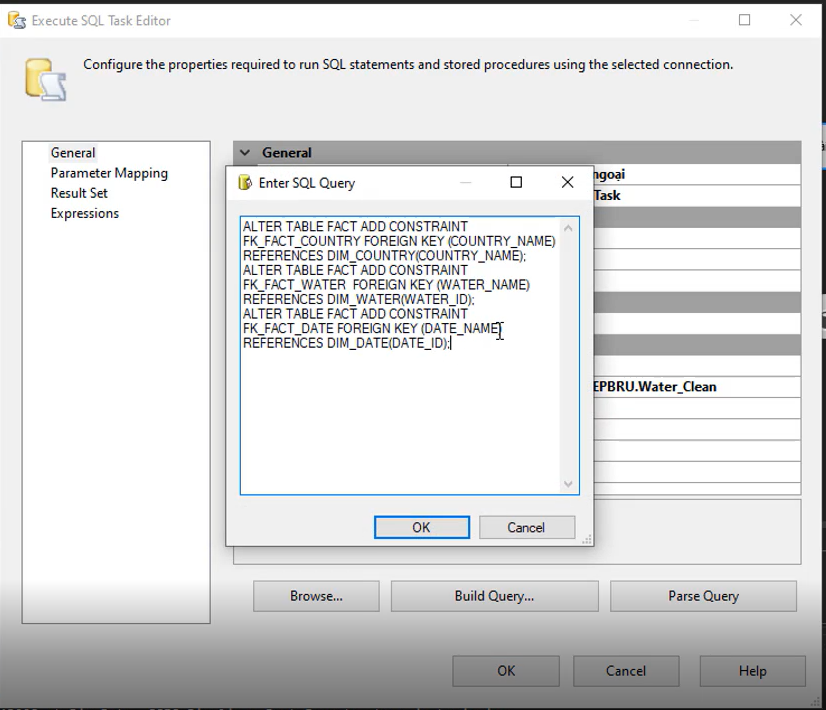 Execute SQL Task Editor
Configure the properties required to run SQL statements and stored procedures using the selected connection.
General
Parameter Mapping
Result Set
Expressions
General
ngoại
Task
EPBRU.Water_Clean
Enter SQL Query
ALTER TABLE FACT ADD CONSTRAINT
FK_FACT_COUNTRY FOREIGN KEY (COUNTRY_NAME)
REFERENCES DIM_COUNTRY(COUNTRY_NAME);
ALTER TABLE FACT ADD CONSTRAINT
FK_FACT_WATER  FOREIGN KEY (WATER_NAME)
REFERENCES DIM_WATER(WATER_ID);
ALTER TABLE FACT ADD CONSTRAINT
FK_FACT_DATE FOREIGN KEY (DATE_NAME)
REFERENCES DIM_DATE(DATE_ID);
OK
Cancel
Browse...
Build Query...
Parse Query
OK
Cancel
Help